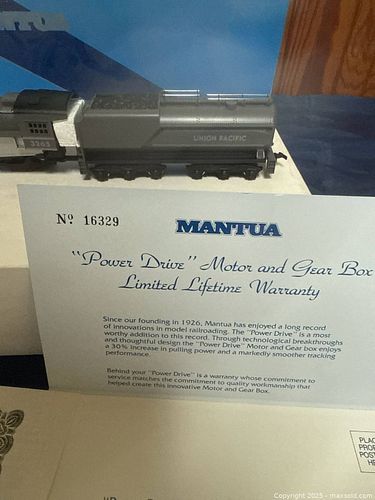 3265
UNION PACIFIC
Nº 16329
MANTUA
"Power Drive" Motor and Gear Box
Limited Lifetime Warranty
Since our founding in 1926, Mantua has enjoyed a long record
of innovations in model railroading. The "Power Drive" is a most
worthy addition to this record. Through technological breakthroughs
and thoughtful design the "Power Drive" Motor and Gear box enjoys
a 30% increase in pulling power and a markedly smoother tracking
performance.
Behind your "Power Drive" is a warranty whose commitment to
service matches the commitment to quality workmanship that
helped create this innovative Motor and Gear Box.
PLAC
POST
HE
Copyright 2025 - maxsold.com